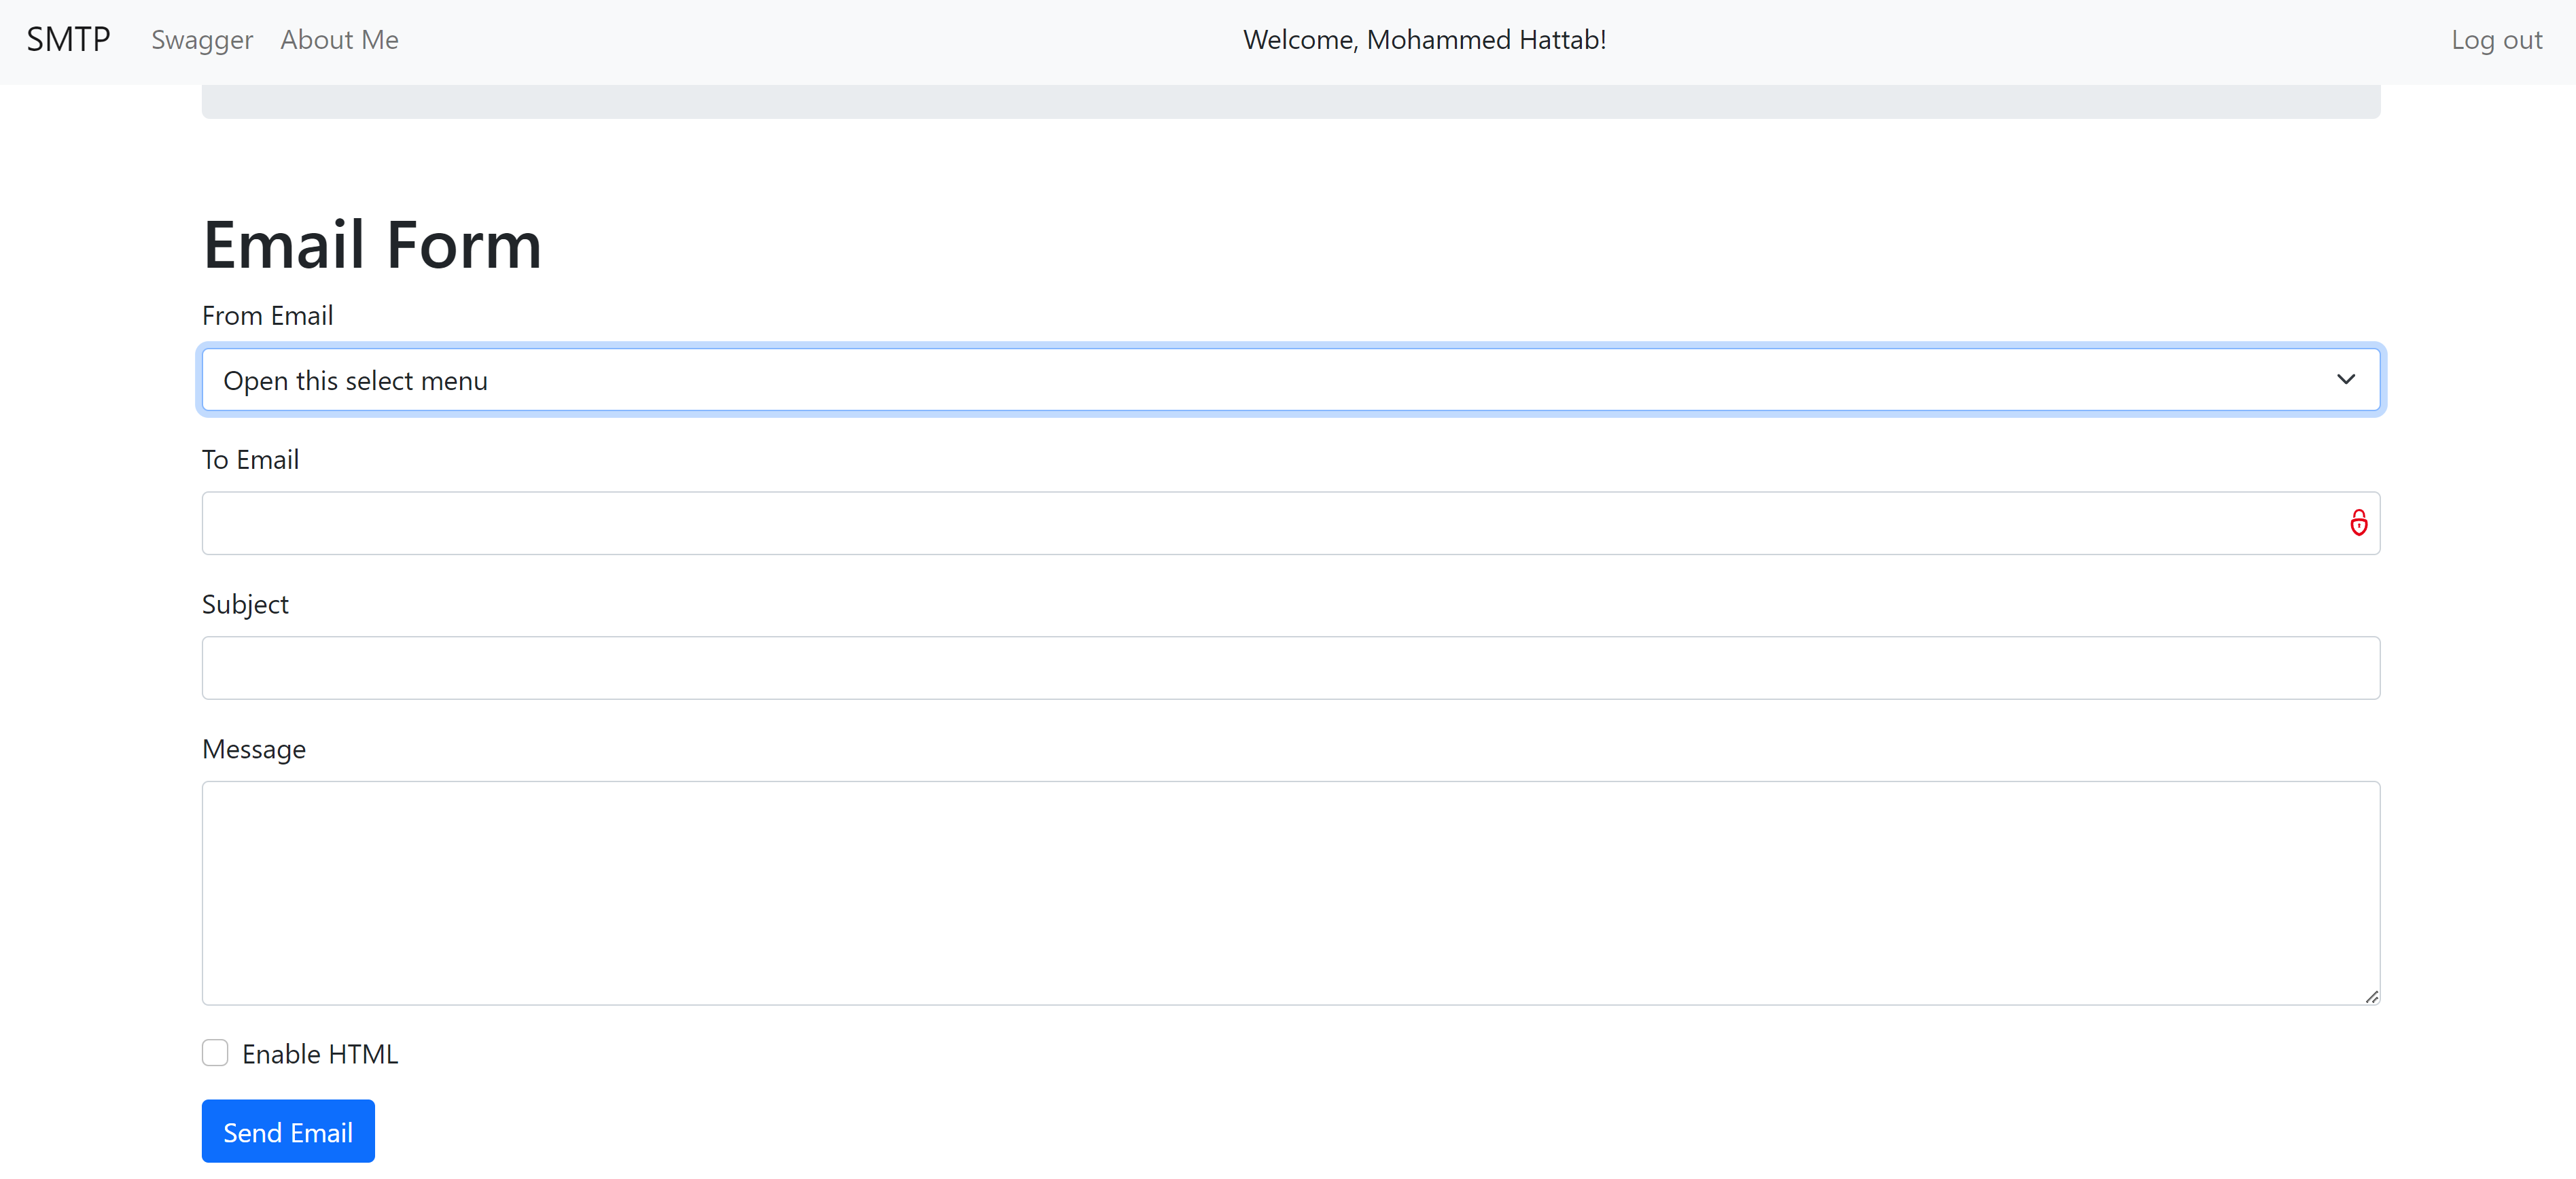 SMTP Swagger About Me Welcome, Mohammed Hattab! Log out
Email Form
From Email
Open this select menu
To Email
Subject
Message
Enable HTML
Send Email